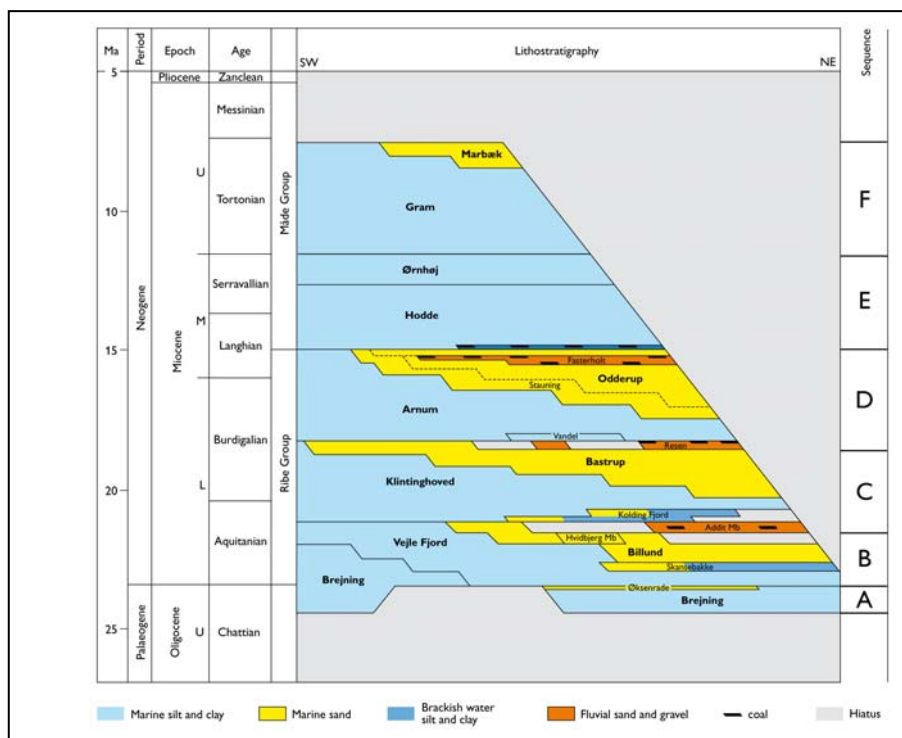 Ma
Period
Epoch
Age
Lithostratigraphy
SW
NE
Sequence
5
Pliocene
Zanclean
Messinian
U
Tortonian
10
Neogene
Miocene
Serravallian
M
Langhian
15
Burdigalian
L
20
Aquitanian
Palaeogene
Oligocene
U
Chattian
25
Måde Group
Ribe Group
Marbæk
Gram
Ørnhøj
Hodde
Fasterholt
Odderup
Stauning
Arnum
Vandel
Resen
Bastrup
Klintinghoved
Kolding Fjord
Addit Mb
Vejle Fjord
Hvidbjerg Mb
Billund
Skansebakke
Brejning
Øksenrade
Brejning
F
E
D
C
B
A
Marine silt and clay
Marine sand
Brackish water
silt and clay
Fluvial sand and gravel
coal
Hiatus